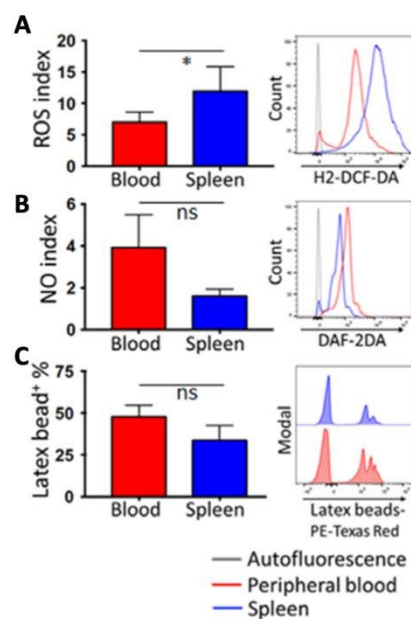 A
ROS index
20
15
10
5
0
*
Blood
Spleen
Count
H2-DCF-DA
B
NO index
6
4
2
0
ns
Blood
Spleen
Count
DAF-2DA
C
Latex bead+ %
75
50
25
0
ns
Blood
Spleen
Modal
Latex beads-
PE-Texas Red
Autofluorescence
Peripheral blood
Spleen